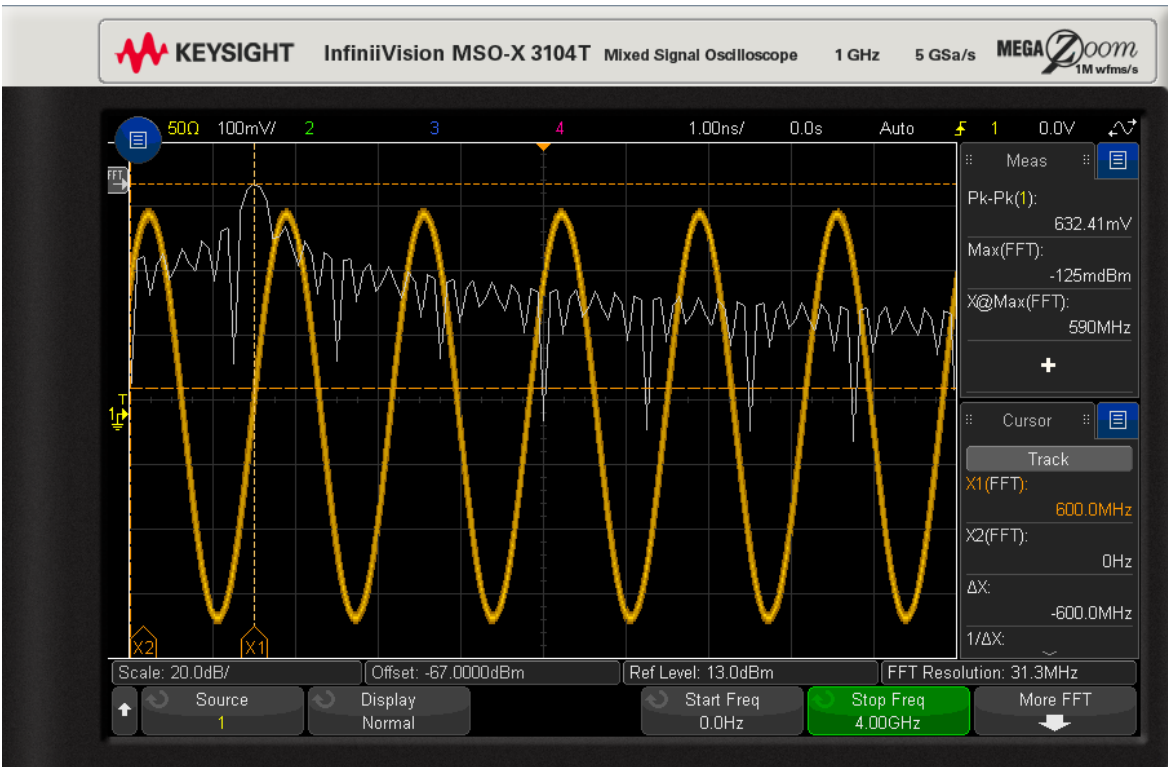 KEYSIGHT InfiniiVision MSO-X 3104T Mixed Signal Oscilloscope 1 GHz 5 GSa/s MEGA Zoom
1M wfms/s
50Ω 100mV/ 2 3 4 1.00ns/ 0.0s Auto 1 0.0V
Meas
FFT
Pk-Pk(1):
632.41mV
Max(FFT):
-125mdBm
X@Max(FFT):
590MHz
+
T
1
Cursor
Track
X1(FFT):
600.0MHz
X2(FFT):
0Hz
ΔX:
-600.0MHz
1/ΔX:
X2 X1
Scale: 20.0dB/ Offset: -67.0000dBm Ref Level: 13.0dBm FFT Resolution: 31.3MHz
Source Display Start Freq Stop Freq More FFT
1 Normal 0.0Hz 4.00GHz